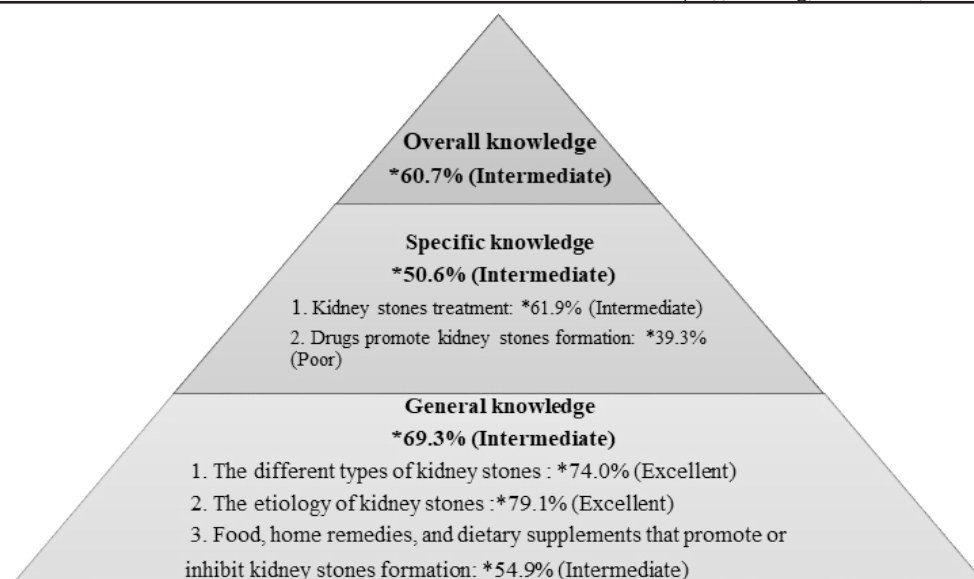 Overall knowledge
*60.7% (Intermediate)
Specific knowledge
*50.6% (Intermediate)
1. Kidney stones treatment: *61.9% (Intermediate)
2. Drugs promote kidney stones formation: *39.3%
(Poor)
General knowledge
*69.3% (Intermediate)
1. The different types of kidney stones : *74.0% (Excellent)
2. The etiology of kidney stones :*79.1% (Excellent)
3. Food, home remedies, and dietary supplements that promote or
inhibit kidney stones formation: *54.9% (Intermediate)